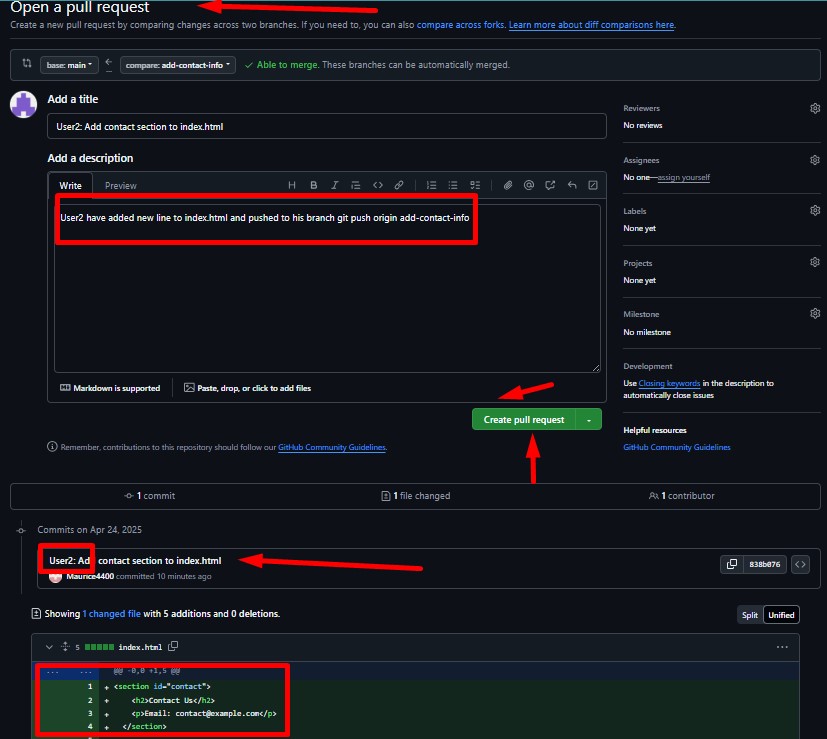 Open a pull request
Create a new pull request by comparing changes across two branches. If you need to, you can also compare across forks. Learn more about diff comparisons here.
base: main
compare: add-contact-info
Able to merge. These branches can be automatically merged.
Add a title
User2: Add contact section to index.html
Add a description
Write Preview
H B I
User2 have added new line to index.html and pushed to his branch git push origin add-contact-info
Markdown is supported
Paste, drop, or click to add files
Create pull request
Remember, contributions to this repository should follow our GitHub Community Guidelines.
Reviewers
No reviews
Assignees
No one—assign yourself
Labels
None yet
Projects
None yet
Milestone
No milestone
Development
Use Closing keywords in the description to
automatically close issues
Helpful resources
GitHub Community Guidelines
1 commit
1 file changed
1 contributor
Commits on Apr 24, 2025
User2: Add contact section to index.html
Maurice4400 committed 10 minutes ago
838b076
Showing 1 changed file with 5 additions and 0 deletions.
Split Unified
5 index.html
@@ -0,0 +1,5 @@
1 + <section id="contact">
2 + <h2>Contact Us</h2>
3 + <p>Email: contact@example.com</p>
4 + </section>